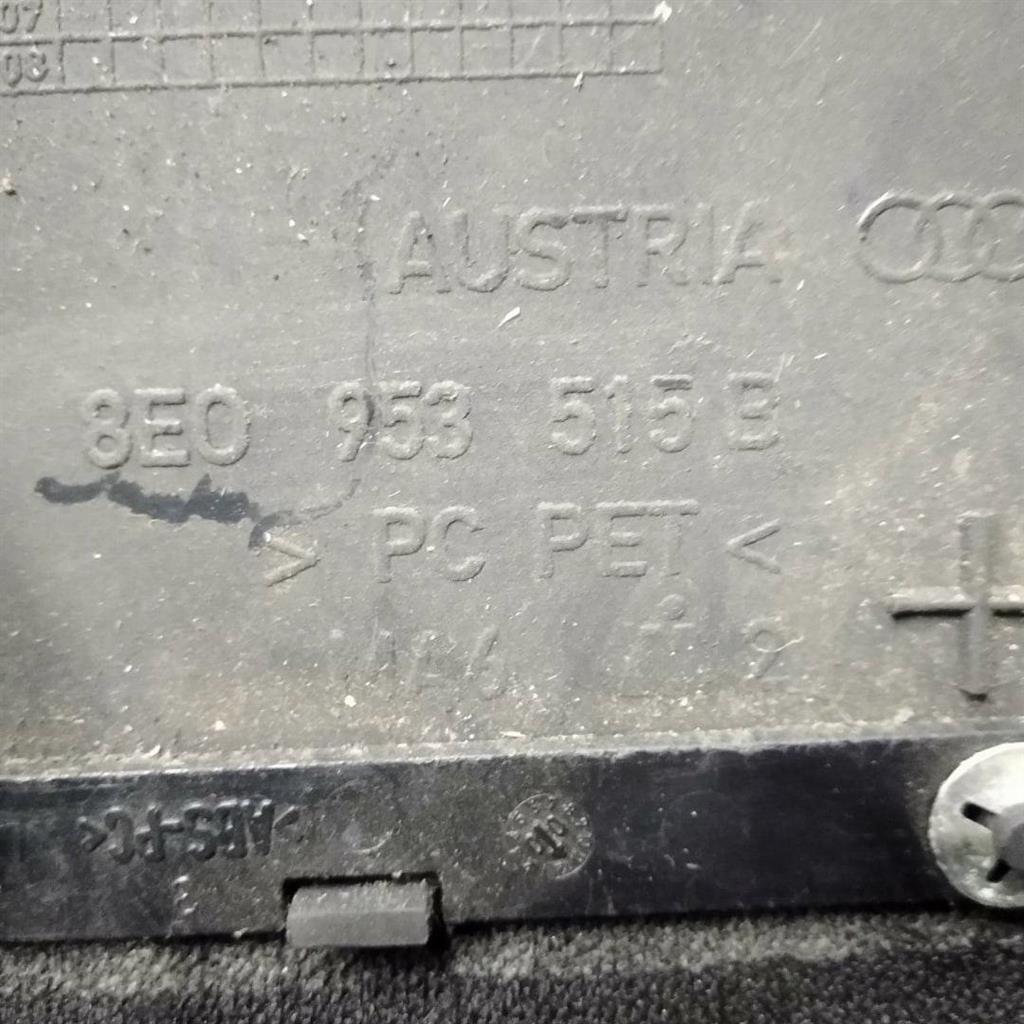 07
08
AUSTRIA
8E0 953 515 B
> PC PET <
>ABS-PC<